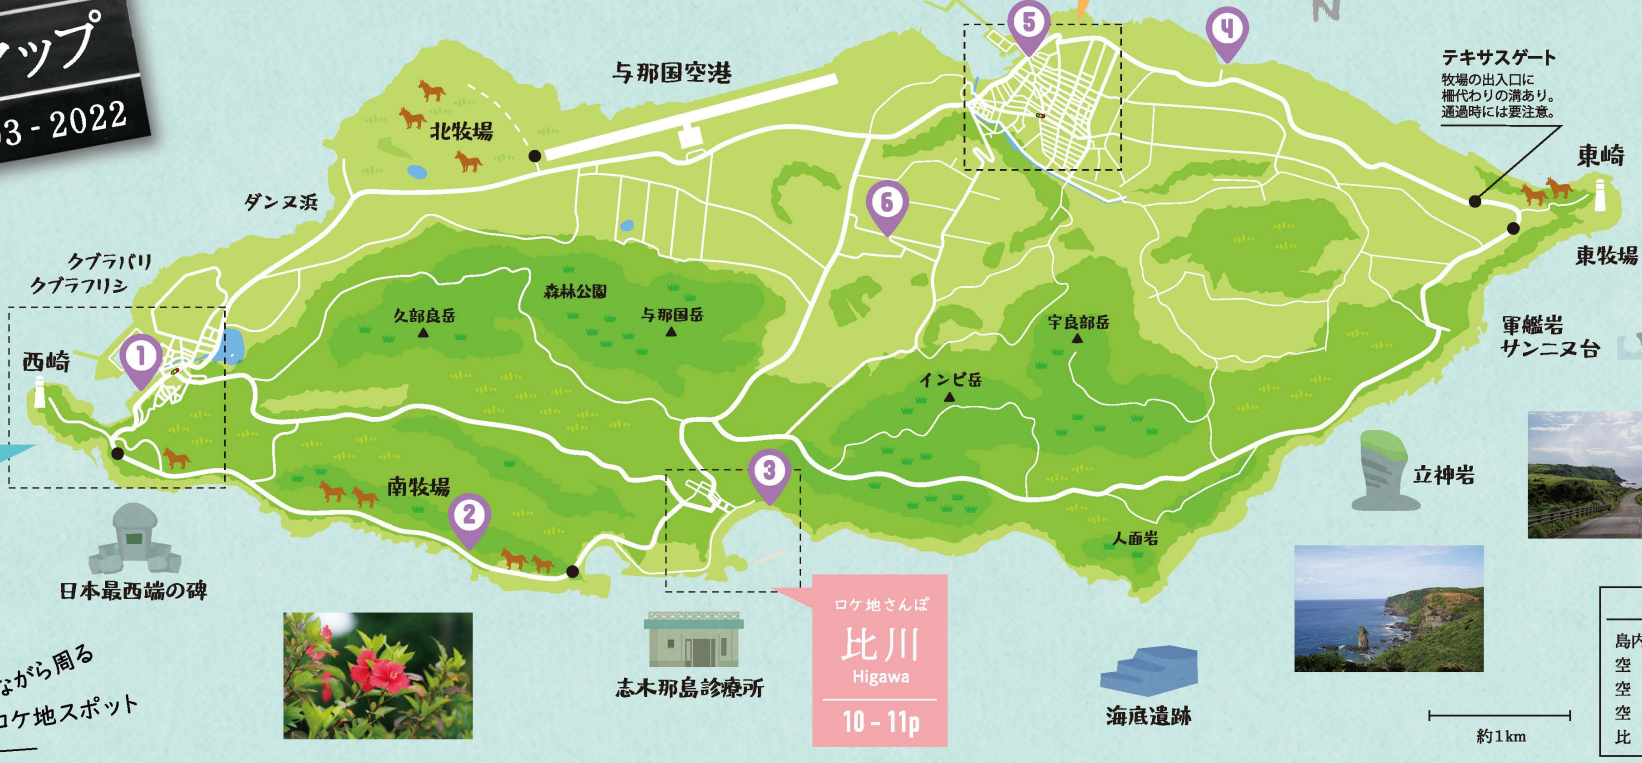 マップ
03 - 2022
与那国空港
北牧場
ダンヌ浜
クブラバリ
クブラフリシ
西崎
1
久部良岳
森林公園
与那国岳
南牧場
2
3
4
5
6
N
テキサスゲート
牧場の出入口に
柵代わりの溝あり。
通過時には要注意。
東崎
東牧場
軍艦岩
サンニヌ台
宇良部岳
インビ岳
立神岩
人面岩
日本最西端の碑
志木那島診療所
ロケ地さんぽ
比川
Higawa
10 - 11p
海底遺跡
約1km
ながら周る
ロケ地スポット
島内
空
空
空
比